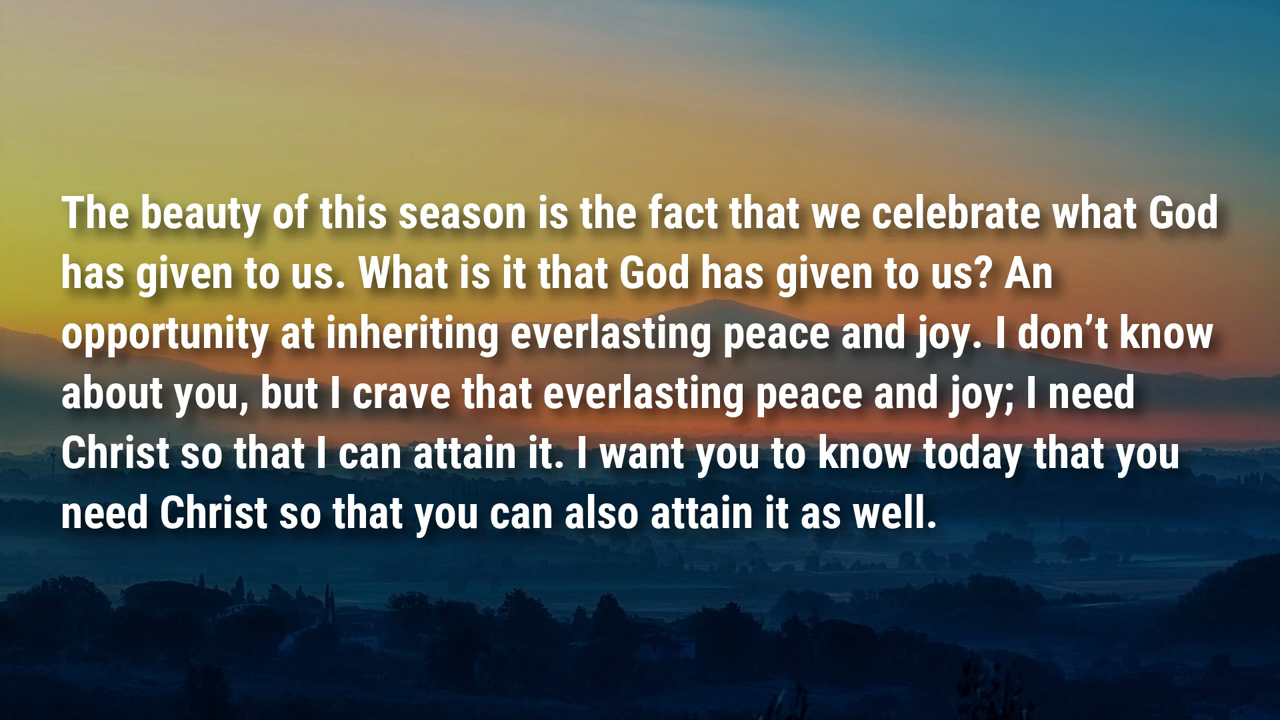 The beauty of this season is the fact that we celebrate what God
has given to us. What is it that God has given to us? An
opportunity at inheriting everlasting peace and joy. I don’t know
about you, but I crave that everlasting peace and joy; I need
Christ so that I can attain it. I want you to know today that you
need Christ so that you can also attain it as well.